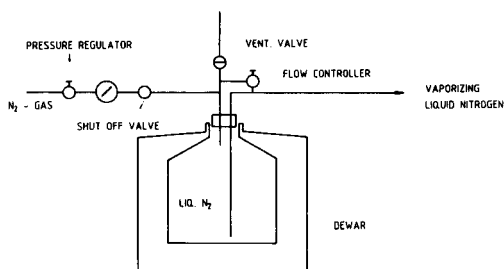 PRESSURE REGULATOR
VENT. VALVE
FLOW CONTROLLER
N₂ - GAS
VAPORIZING
LIQUID NITROGEN
SHUT OFF VALVE
LIQ. N₂
DEWAR